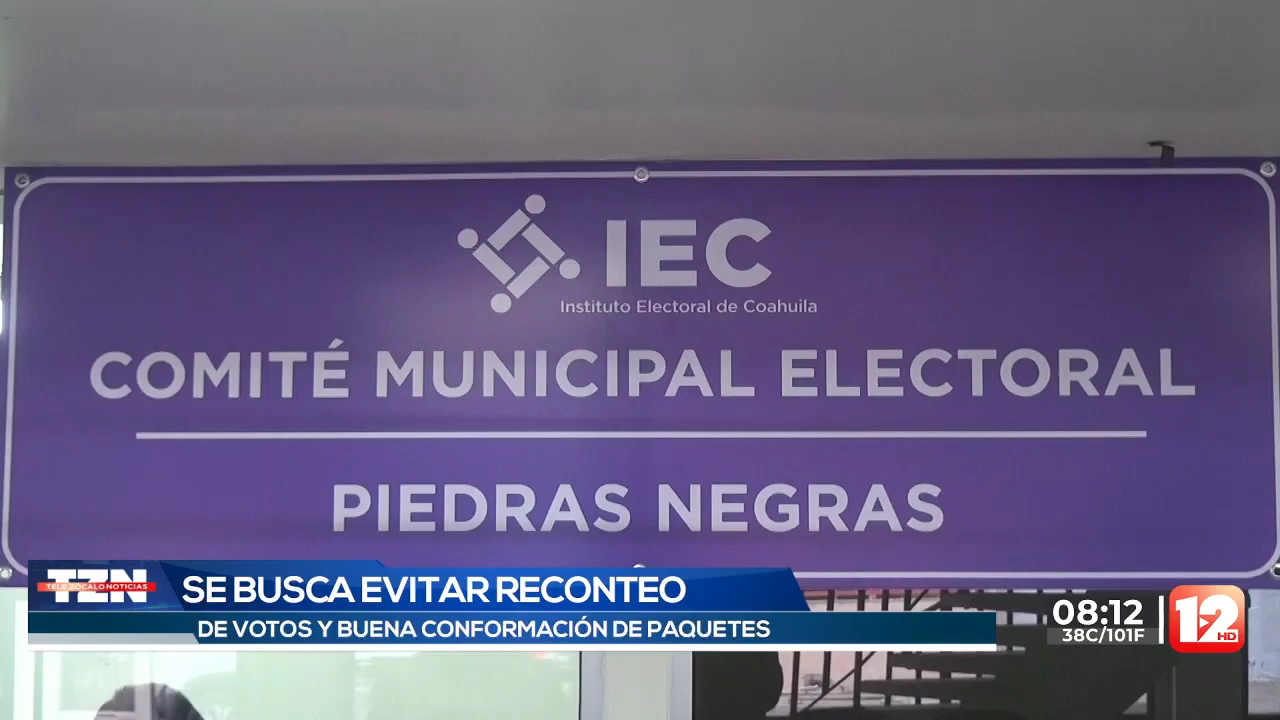 IEC
Instituto Electoral de Coahuila
COMITÉ MUNICIPAL ELECTORAL
PIEDRAS NEGRAS
TZN
TELE ZOCALO NOTICIAS
SE BUSCA EVITAR RECONTEO
DE VOTOS Y BUENA CONFORMACIÓN DE PAQUETES
08:12
38C/101F
12
HD